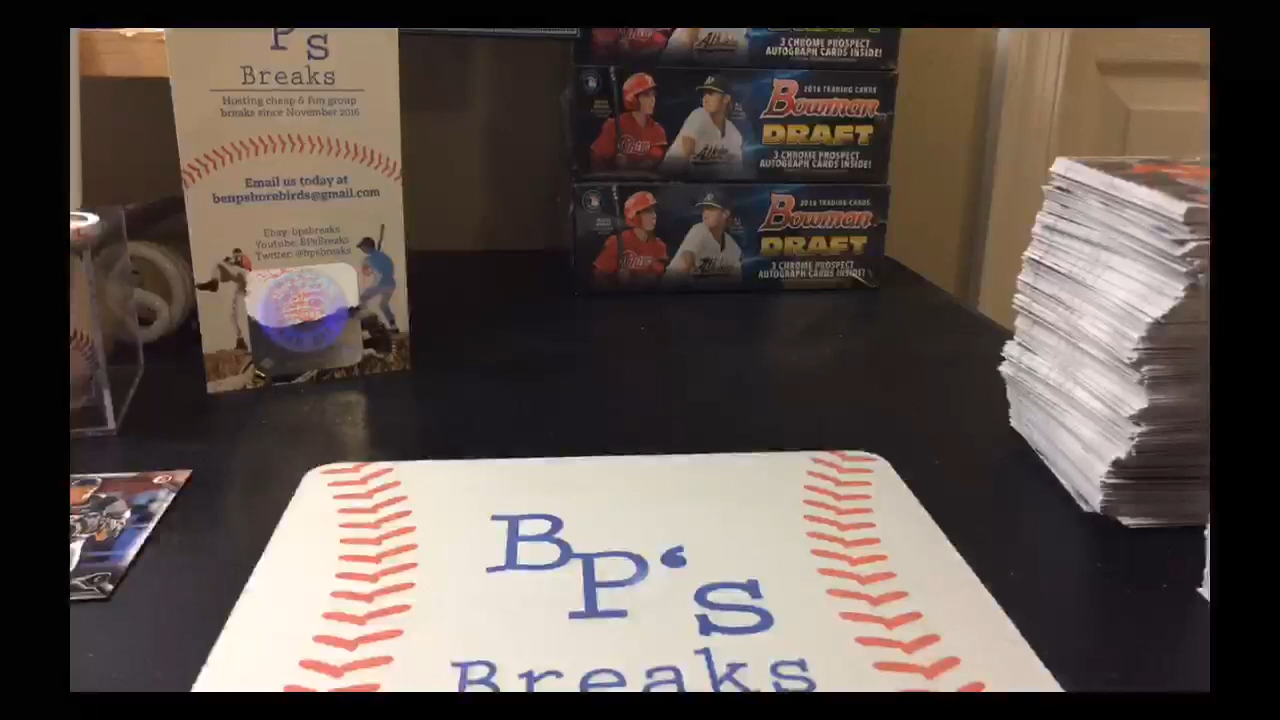 P's
Breaks
Hosting cheap & fun group
breaks since November 2016
Email us today at
benpshorebirds@gmail.com
Ebay: bpsbreaks
Youtube: BPsBreaks
Twitter: @bpsbreaks
3 CHROME PROSPECT
AUTOGRAPH CARDS INSIDE!
2016 TRADING CARDS
Bowman
DRAFT
3 CHROME PROSPECT
AUTOGRAPH CARDS INSIDE!
2016 TRADING CARDS
Bowman
DRAFT
3 CHROME PROSPECT
AUTOGRAPH CARDS INSIDE!
BP's
Breaks